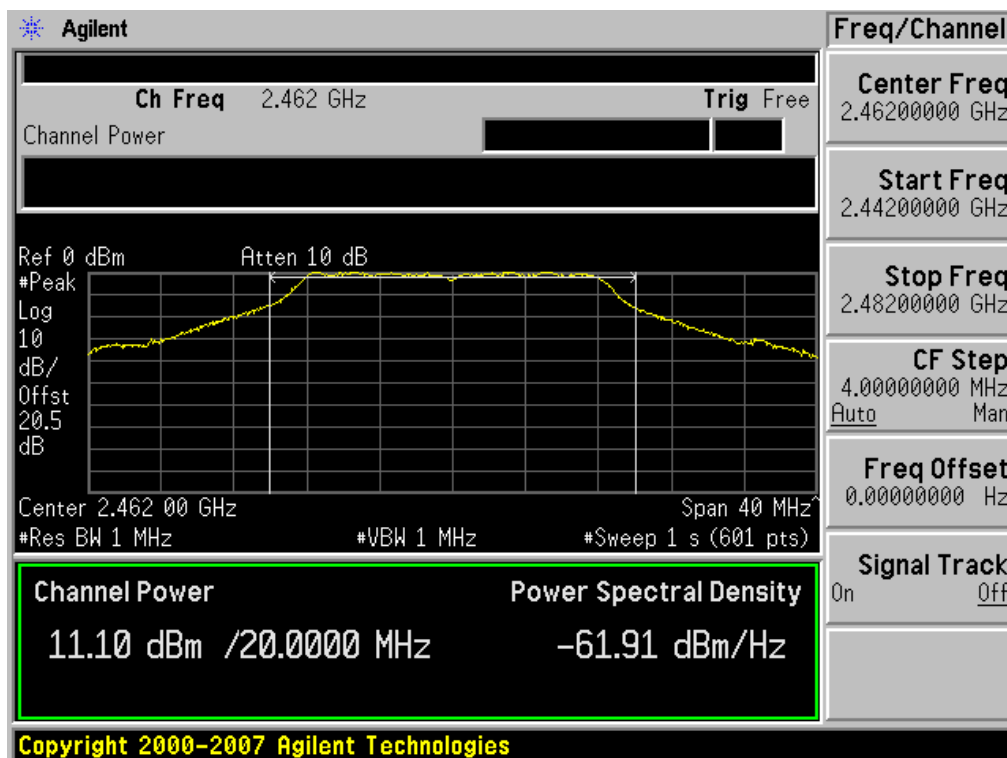 Agilent
Freq/Channel
Ch Freq 2.462 GHz Trig Free
Channel Power
Center Freq
2.46200000 GHz
Start Freq
2.44200000 GHz
Stop Freq
2.48200000 GHz
CF Step
4.00000000 MHz
Auto Man
Freq Offset
0.00000000 Hz
Signal Track
On Off
Ref 0 dBm Atten 10 dB
#Peak
Log
10
dB/
Offst
20.5
dB
Center 2.462 00 GHz Span 40 MHz^
#Res BW 1 MHz #VBW 1 MHz #Sweep 1 s (601 pts)
Channel Power Power Spectral Density
11.10 dBm /20.0000 MHz -61.91 dBm/Hz
Copyright 2000-2007 Agilent Technologies